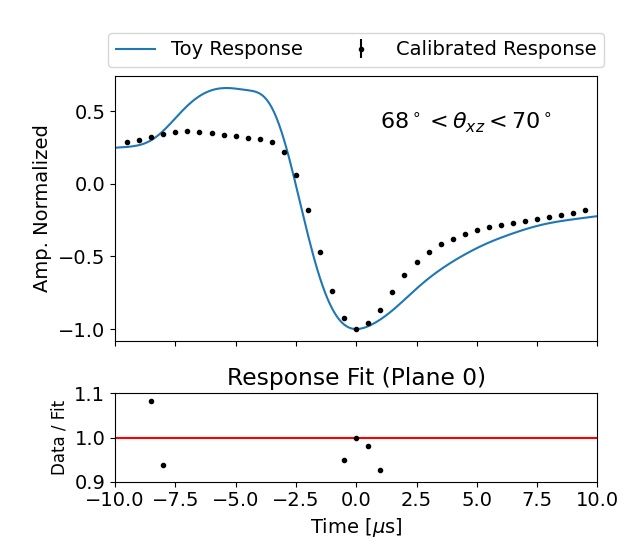 Toy Response Calibrated Response
68° < θxz < 70°
Amp. Normalized
0.5
0.0
−0.5
−1.0
Response Fit (Plane 0)
Data / Fit
1.1
1.0
0.9
−10.0 −7.5 −5.0 −2.5 0.0 2.5 5.0 7.5 10.0
Time [μs]